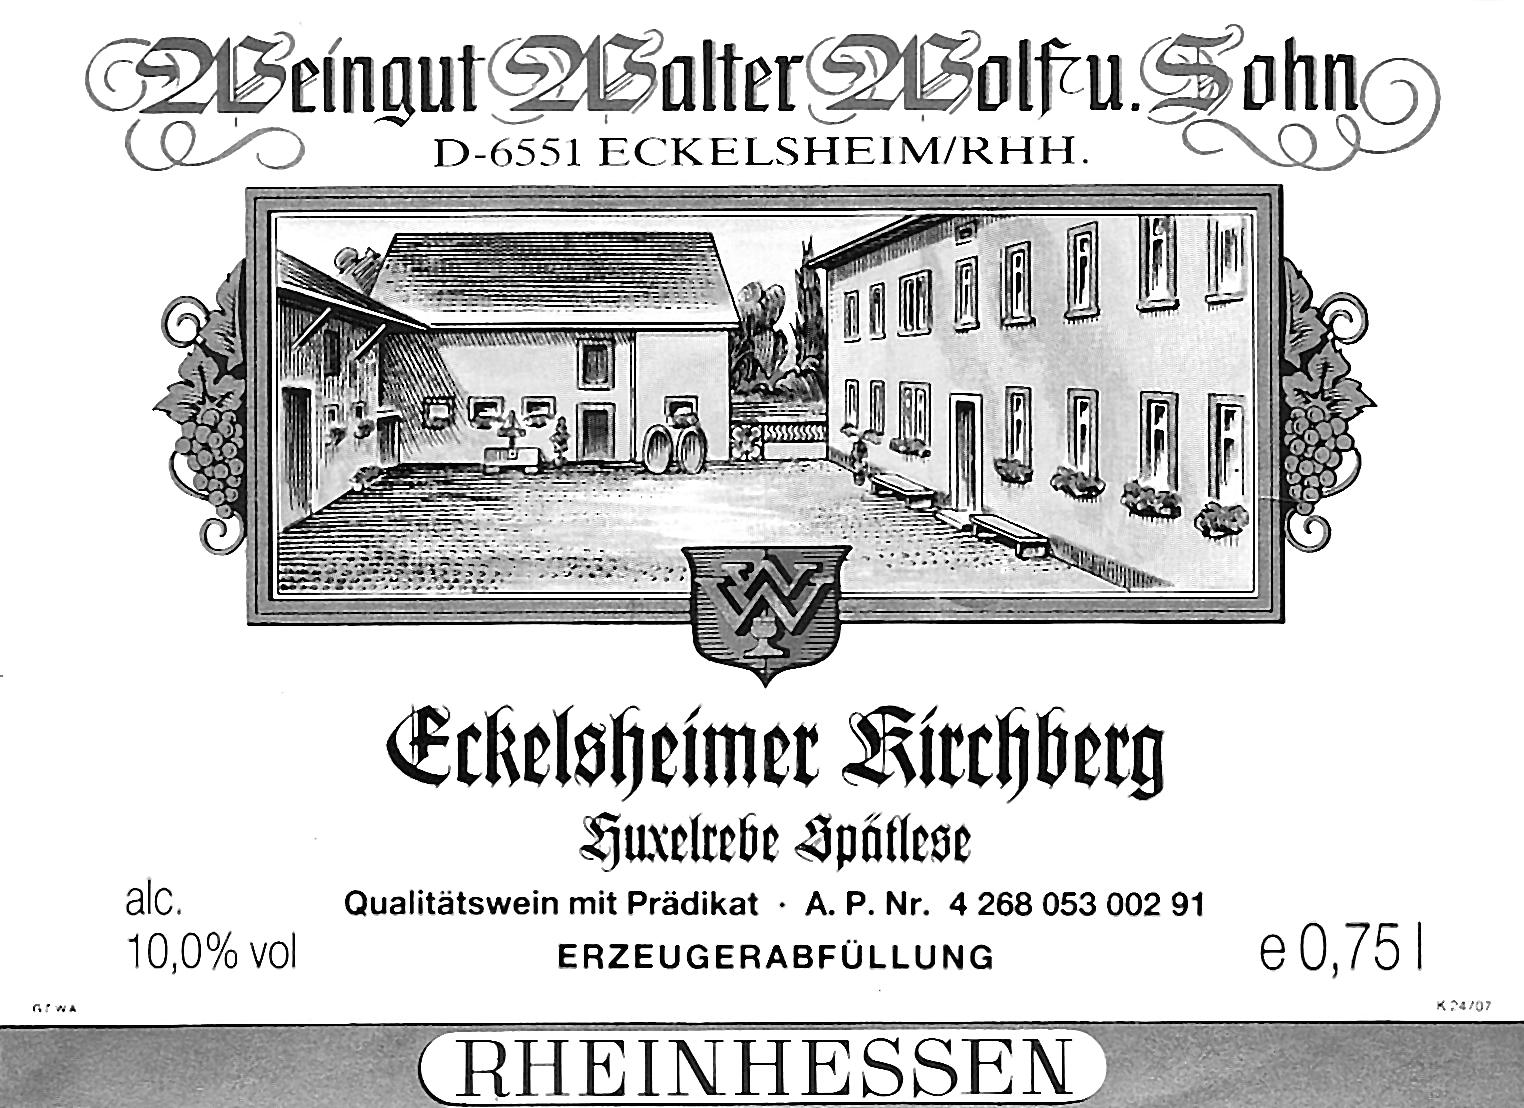 Weingut Walter Wolf u. Sohn
D-6551 ECKELSHEIM/RHH.
W
Eckelsheimer Kirchberg
Huxelrebe Spätlese
alc.
10,0% vol
Qualitätswein mit Prädikat · A. P. Nr. 4 268 053 002 91
ERZEUGERABFÜLLUNG
e 0,75 l
K 24/07
RHEINHESSEN